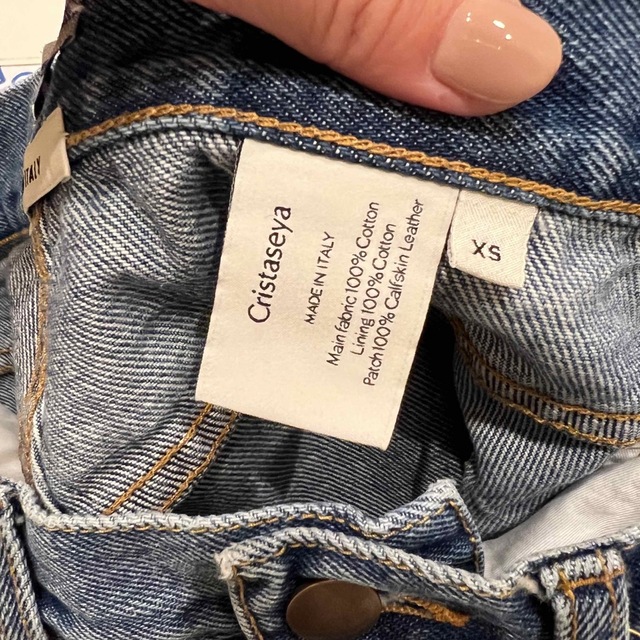 ITALY
Cristaseya
MADE IN ITALY
Main fabric 100% Cotton
Lining 100% Cotton
Patch 100% Calfskin Leather
XS